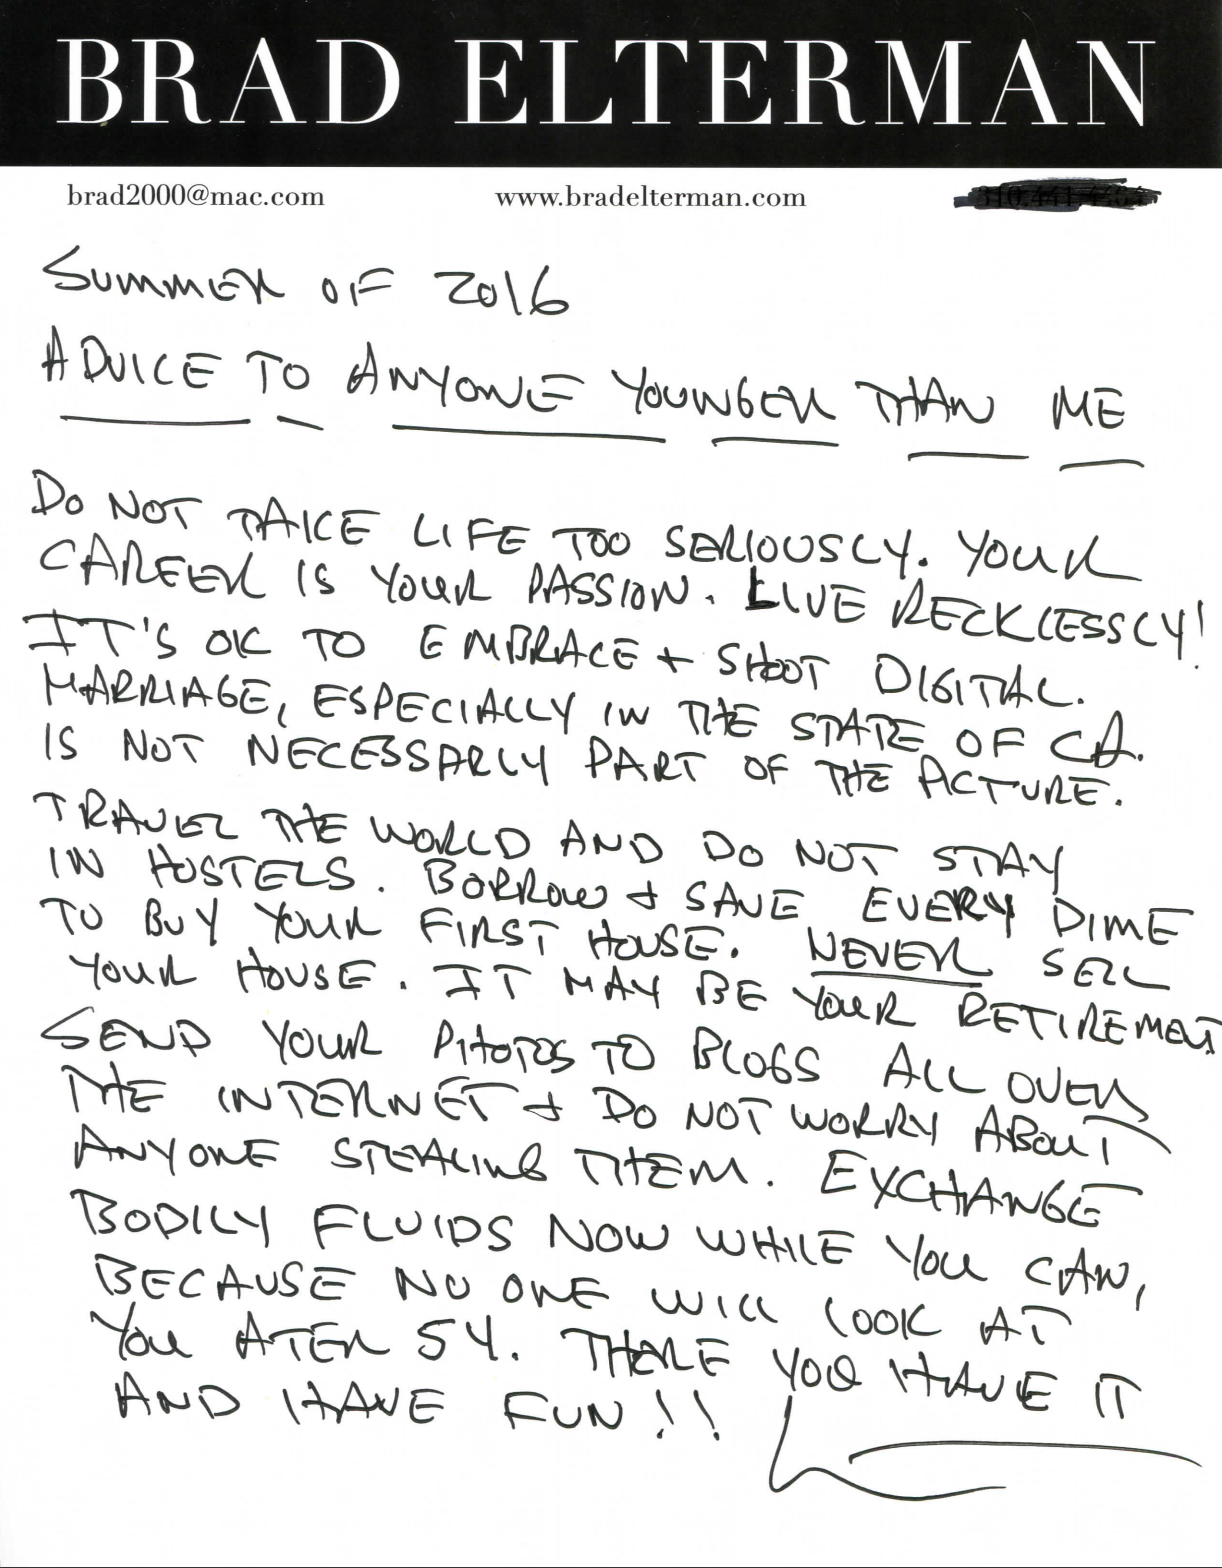 BRAD ELTERMAN
brad2000@mac.com www.bradelterman.com
SUMMER OF 2016
ADVICE TO ANYONE YOUNGER THAN ME
DO NOT TAKE LIFE TOO SERIOUSLY. YOUR
CAREER IS YOUR PASSION. LIVE RECKLESSLY!
IT'S OK TO EMBRACE + SHOOT DIGITAL.
MARRIAGE, ESPECIALLY IN THE STATE OF CA.
IS NOT NECESSARLY PART OF THE PICTURE.
TRAVEL THE WORLD AND DO NOT STAY
IN HOSTELS. BORROW + SAVE EVERY DIME
TO BUY YOUR FIRST HOUSE. NEVER SELL
YOUR HOUSE. IT MAY BE YOUR RETIREMENT
SEND YOUR PHOTOS TO BLOGS ALL OVER
THE INTERNET + DO NOT WORRY ABOUT
ANYONE STEALING THEM. EXCHANGE
BODILY FLUIDS NOW WHILE YOU CAN,
BECAUSE NO ONE WILL LOOK AT
YOU ATER 54. THERE YOU HAVE IT
AND HAVE FUN!!